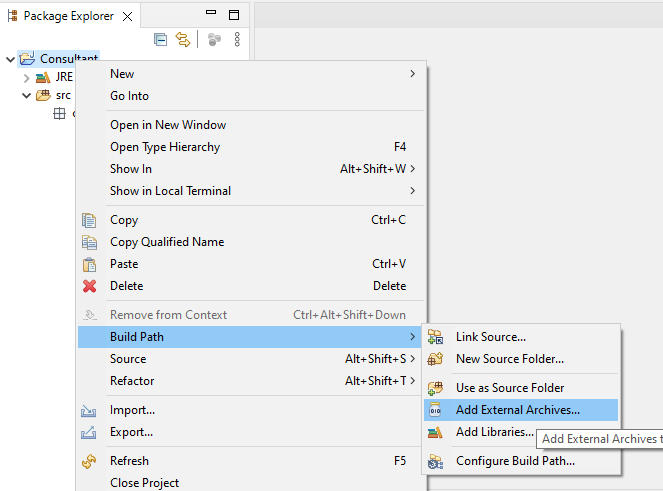 Package Explorer
Consultant
JRE
src
New
Go Into
Open in New Window
Open Type Hierarchy F4
Show In Alt+Shift+W
Show in Local Terminal
Copy Ctrl+C
Copy Qualified Name
Paste Ctrl+V
Delete Delete
Remove from Context Ctrl+Alt+Shift+Down
Build Path
Source Alt+Shift+S
Refactor Alt+Shift+T
Import...
Export...
Refresh F5
Close Project
Link Source...
New Source Folder...
Use as Source Folder
Add External Archives...
Add Libraries...
Add External Archives t
Configure Build Path...